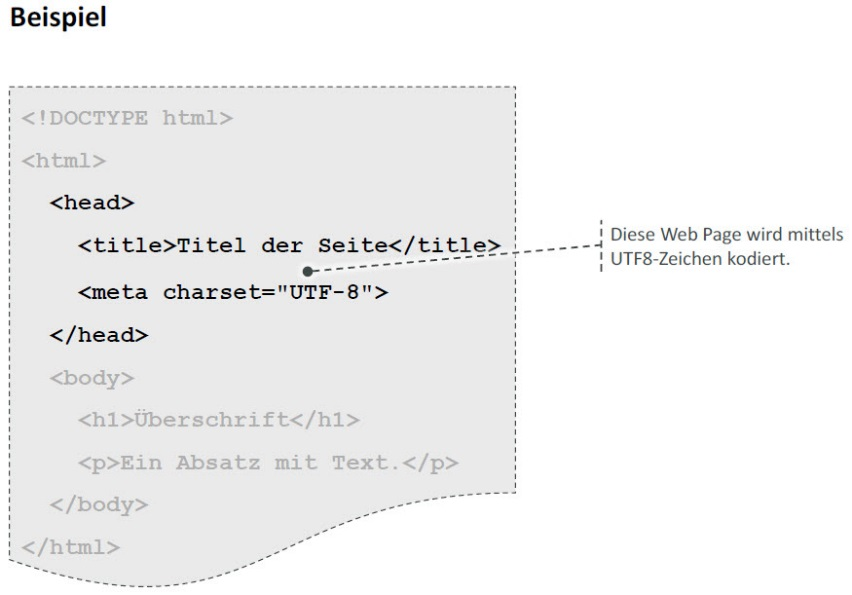 Beispiel
<!DOCTYPE html>
<html>
<head>
<title>Titel der Seite</title>
<meta charset="UTF-8">
</head>
<body>
<h1>Überschrift</h1>
<p>Ein Absatz mit Text.</p>
</body>
</html>
Diese Web Page wird mittels
UTF8-Zeichen kodiert.